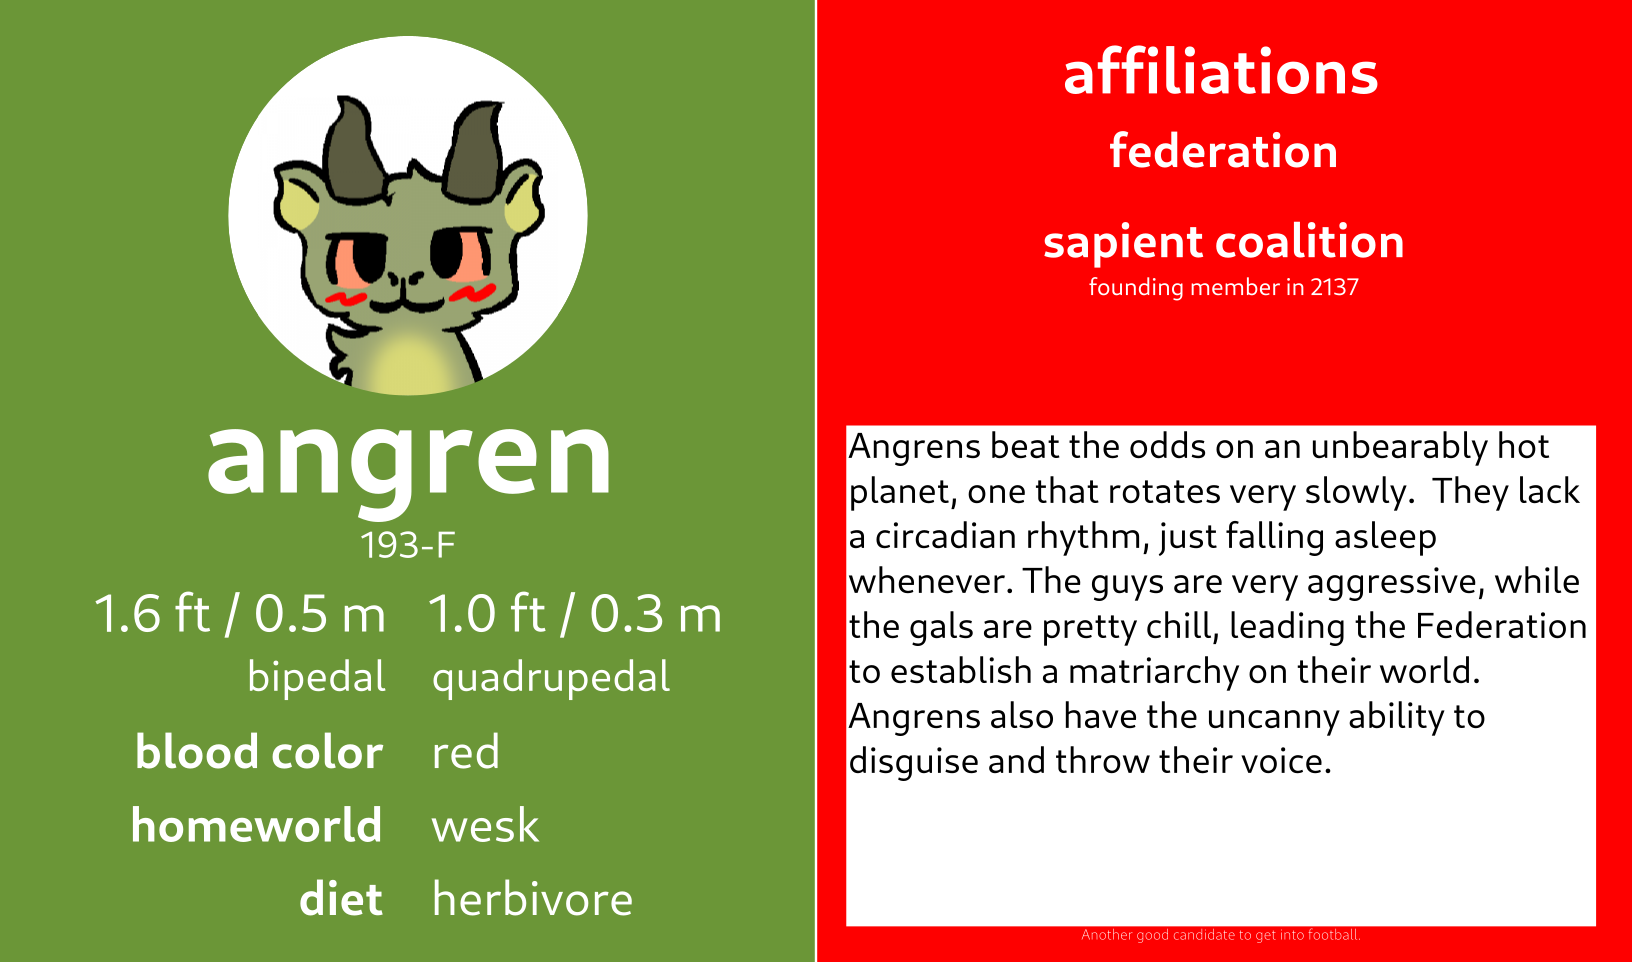 angren
193-F
1.6 ft / 0.5 m 1.0 ft / 0.3 m
bipedal quadrupedal
blood color red
homeworld wesk
diet herbivore
affiliations
federation
sapient coalition
founding member in 2137
Angrens beat the odds on an unbearably hot
planet, one that rotates very slowly.  They lack
a circadian rhythm, just falling asleep
whenever. The guys are very aggressive, while
the gals are pretty chill, leading the Federation
to establish a matriarchy on their world.
Angrens also have the uncanny ability to
disguise and throw their voice.
Another good candidate to get into football.